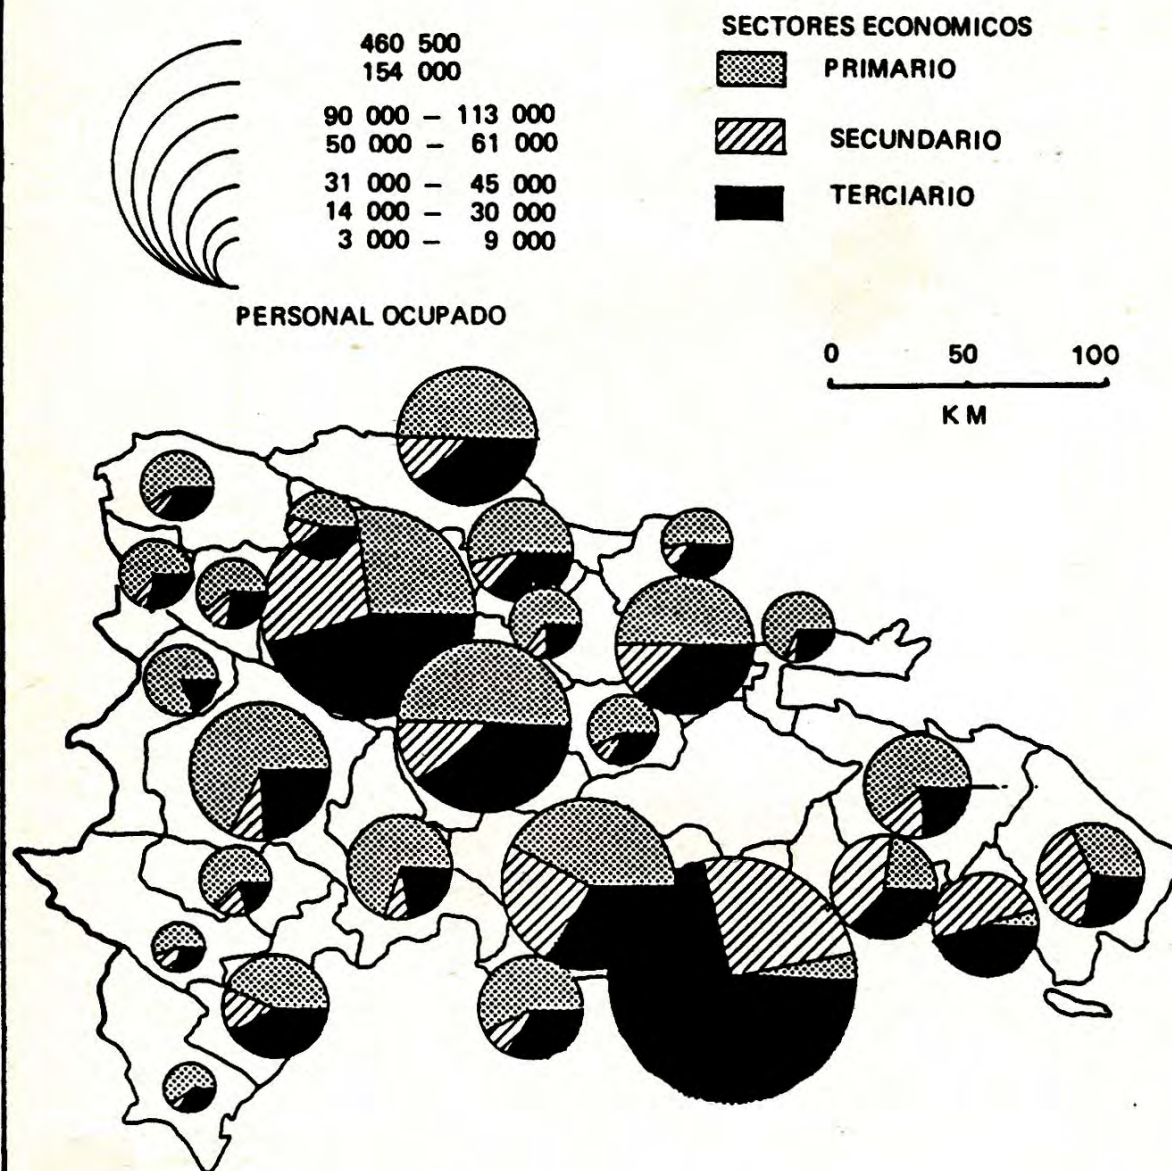 460 500
154 000
90 000 – 113 000
50 000 – 61 000
31 000 – 45 000
14 000 – 30 000
3 000 – 9 000
PERSONAL OCUPADO
SECTORES ECONOMICOS
PRIMARIO
SECUNDARIO
TERCIARIO
0 50 100
KM